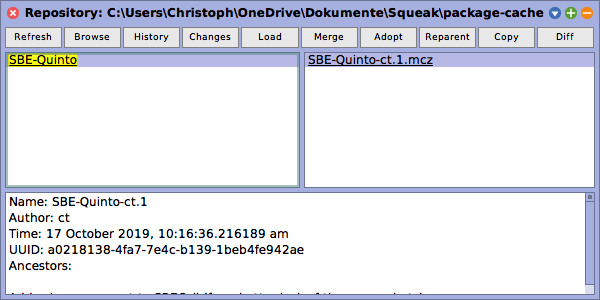 Repository: C:\Users\Christoph\OneDrive\Dokumente\Squeak\package-cache
Refresh Browse History Changes Load Merge Adopt Reparent Copy Diff
SBE-Quinto SBE-Quinto-ct.1.mcz
Name: SBE-Quinto-ct.1
Author: ct
Time: 17 October 2019, 10:16:36.216189 am
UUID: a0218138-4fa7-7e4c-b139-1beb4fe942ae
Ancestors: